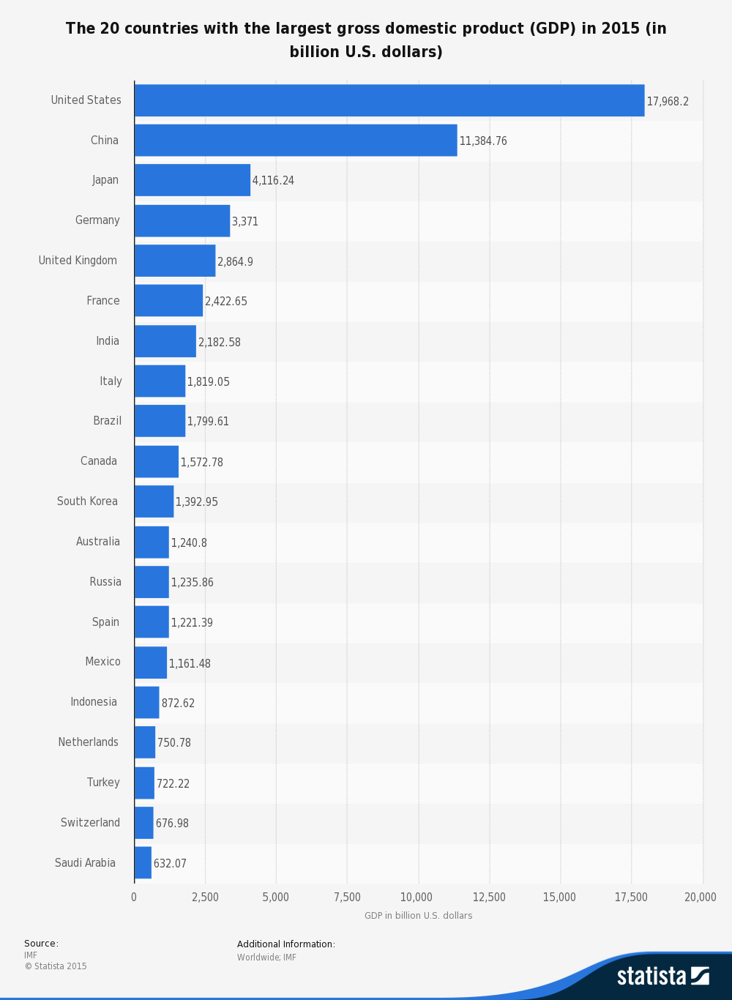 The 20 countries with the largest gross domestic product (GDP) in 2015 (in
billion U.S. dollars)
United States 17,968.2
China 11,384.76
Japan 4,116.24
Germany 3,371
United Kingdom 2,864.9
France 2,422.65
India 2,182.58
Italy 1,819.05
Brazil 1,799.61
Canada 1,572.78
South Korea 1,392.95
Australia 1,240.8
Russia 1,235.86
Spain 1,221.39
Mexico 1,161.48
Indonesia 872.62
Netherlands 750.78
Turkey 722.22
Switzerland 676.98
Saudi Arabia 632.07
0 2,500 5,000 7,500 10,000 12,500 15,000 17,500 20,000
GDP in billion U.S. dollars
Source:
IMF
© Statista 2015
Additional Information:
Worldwide; IMF
statista